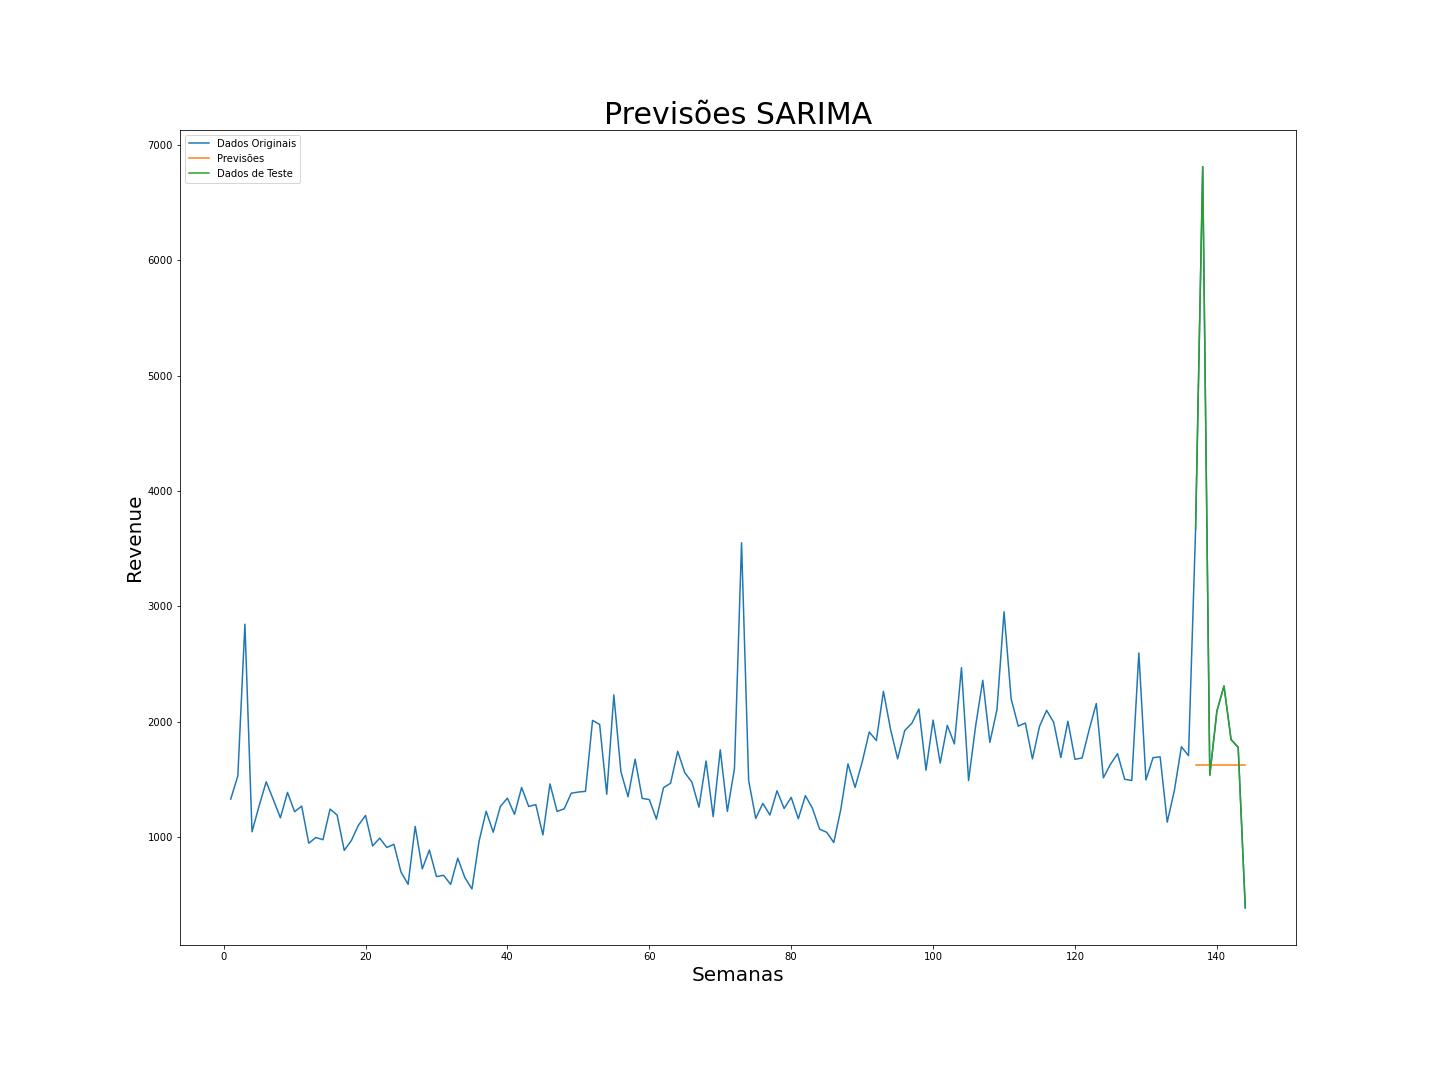 Previsões SARIMA
Dados Originais
Previsões
Dados de Teste
7000
6000
5000
4000
3000
2000
1000
Revenue
0 20 40 60 80 100 120 140
Semanas